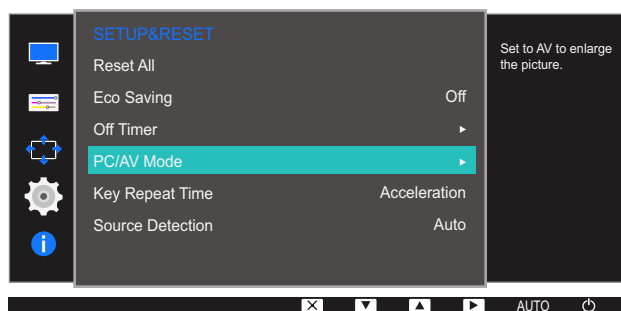 SETUP&RESET
Reset All
Eco Saving Off
Off Timer
PC/AV Mode
Key Repeat Time Acceleration
Source Detection Auto
Set to AV to enlarge
the picture.
AUTO